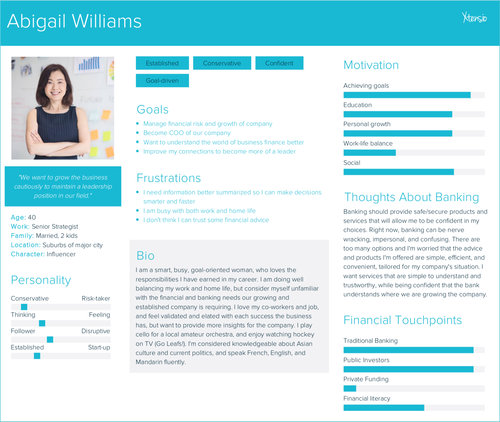 Abigail Williams
Xtensio
"We want to grow the business
cautiously to maintain a leadership
position in our field."
Age: 40
Work: Senior Strategist
Family: Married, 2 kids
Location: Suburbs of major city
Character: Influencer
Personality
Conservative Risk-taker
Thinking Feeling
Follower Disruptive
Established Start-up
Established Conservative Confident
Goal-driven
Goals
Manage financial risk and growth of company
Become COO of our company
Want to understand the world of business finance better
Improve my connections to become more of a leader
Frustrations
I need information better summarized so I can make decisions
smarter and faster
I am busy with both work and home life
I don't think I can trust some financial advice
Bio
I am a smart, busy, goal-oriented woman, who loves the
responsibilities I have earned in my career. I am doing well
balancing my work and home life, but consider myself unfamiliar
with the financial and banking needs our growing and
established company is requiring. I love my co-workers and job,
and feel validated and elated with each success the business
has, but want to provide more insights for the company. I play
cello for a local amateur orchestra, and enjoy watching hockey
on TV (Go Leafs!). I'm considered knowledgeable about Asian
culture and current politics, and speak French, English, and
Mandarin fluently.
Motivation
Achieving goals
Education
Personal growth
Work-life balance
Social
Thoughts About Banking
Banking should provide safe/secure products and
services that will allow me to be confident in my
choices. Right now, banking can be nerve
wracking, impersonal, and confusing. There are
too many options and I'm worried that the advice
and products I'm offered are simple, efficient, and
convenient, tailored for my company's situation. I
want services that are simple to understand and
trustworthy, while being confident that the bank
understands where we are growing the company.
Financial Touchpoints
Traditional Banking
Public Investors
Private Funding
Financial literacy